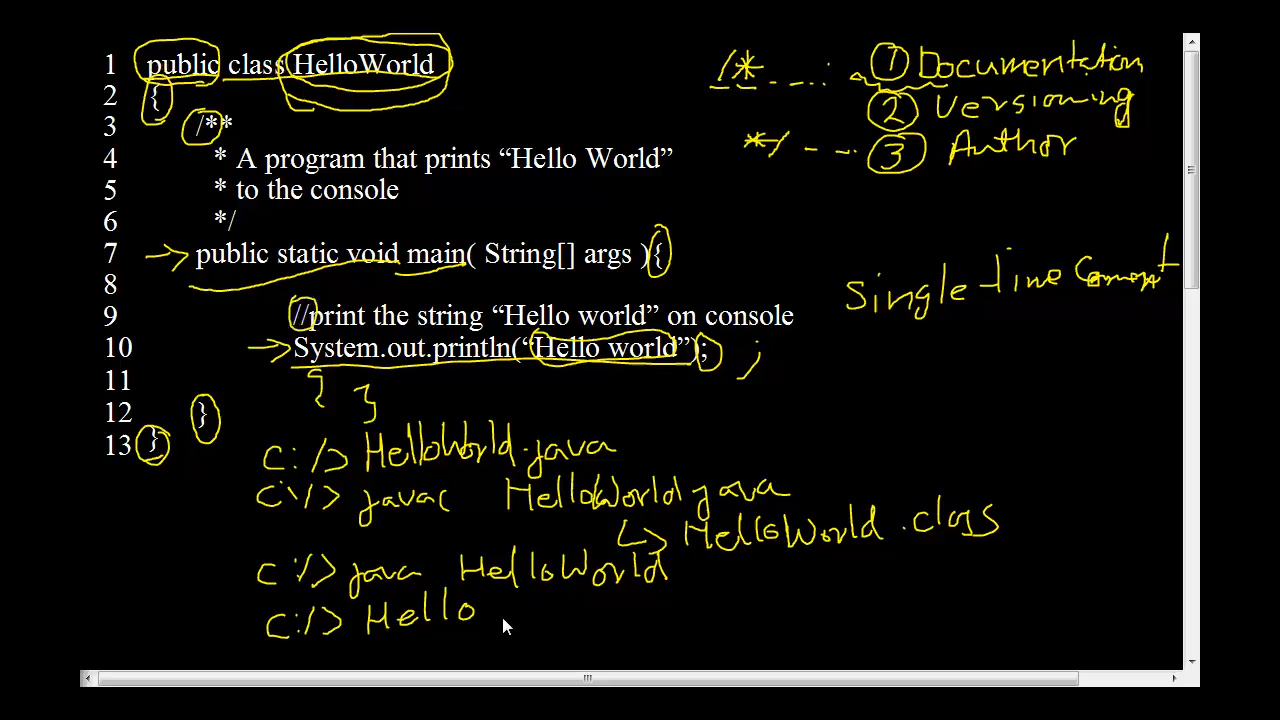 1 public class HelloWorld
2 {
3 /**
4 * A program that prints “Hello World”
5 * to the console
6 */
7 public static void main( String[] args ){
8
9 //print the string “Hello world” on console
10 System.out.println(“Hello world”);
11
12 }
13 }
/* ---
① Documentation
② Versioning
*/ --- ③ Author
Single-line Comment
;
{ }
C:/> HelloWorld.java
C:\/> javac HelloWorld.java
↳ HelloWorld.class
C:\/> java HelloWorld
C:/> Hello